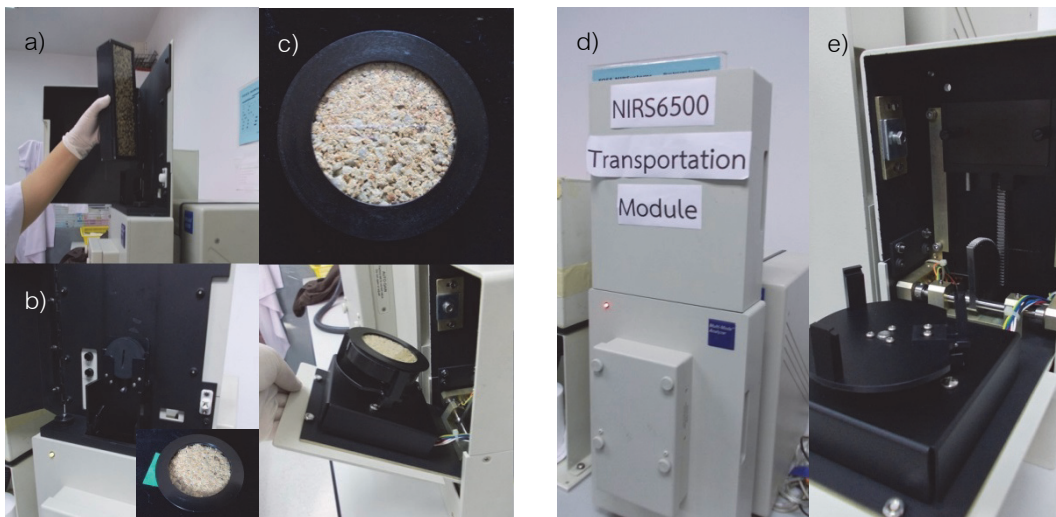 a)
c)
b)
d)
e)
NIRS6500
Transportation
Module